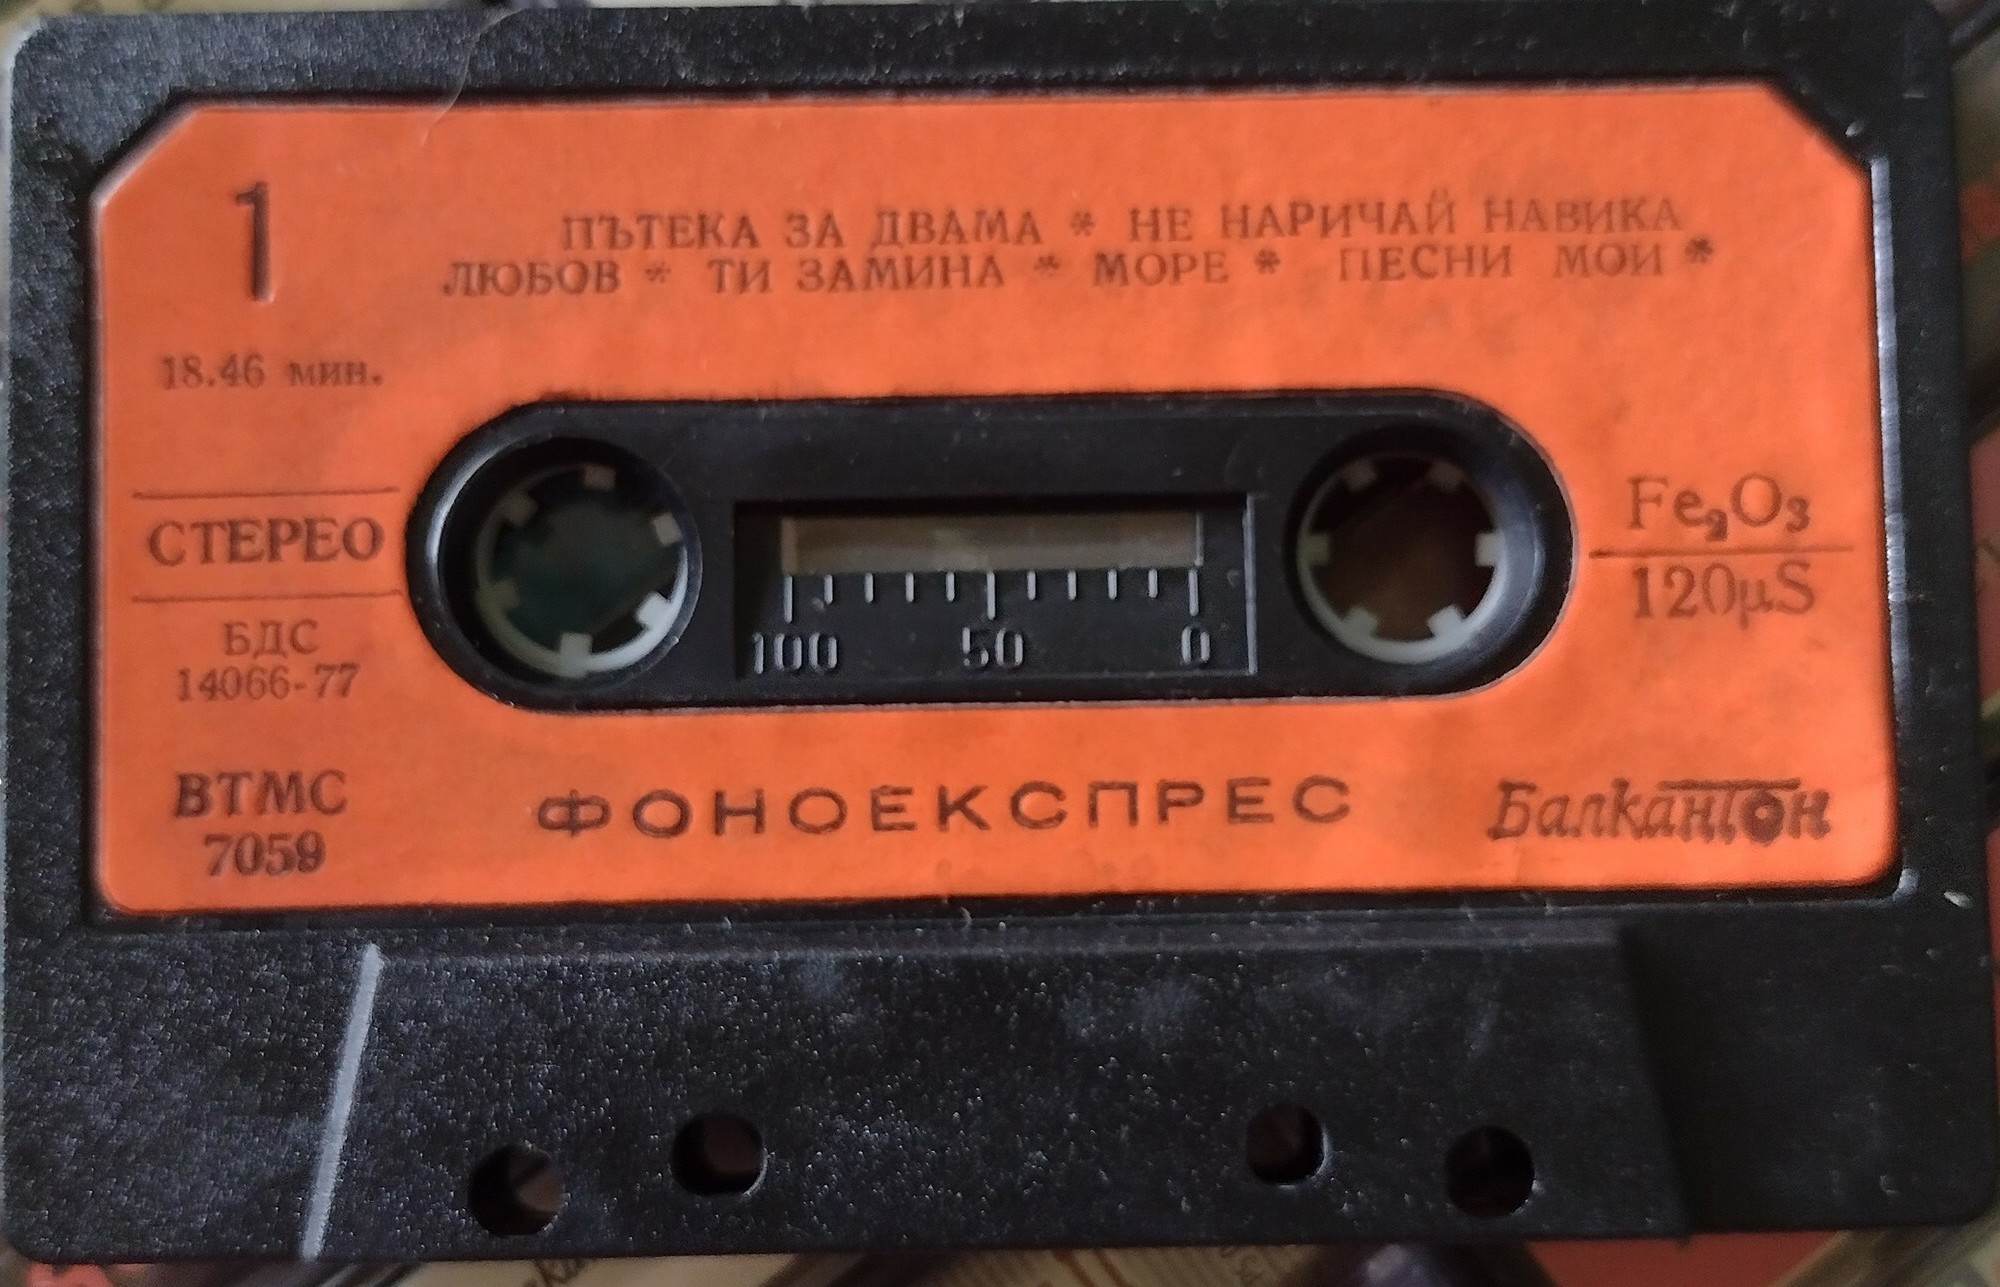 1
ПЪТЕКА ЗА ДВАМА * НЕ НАРИЧАЙ НАВИКА
ЛЮБОВ * ТИ ЗАМИНА * МОРЕ * ПЕСНИ МОИ *
18.46 мин.
СТЕРЕО
БДС
14066-77
100 50 0
Fe₂O₃
120µS
ВТМС
7059
ФОНОЕКСПРЕС
Балкантон